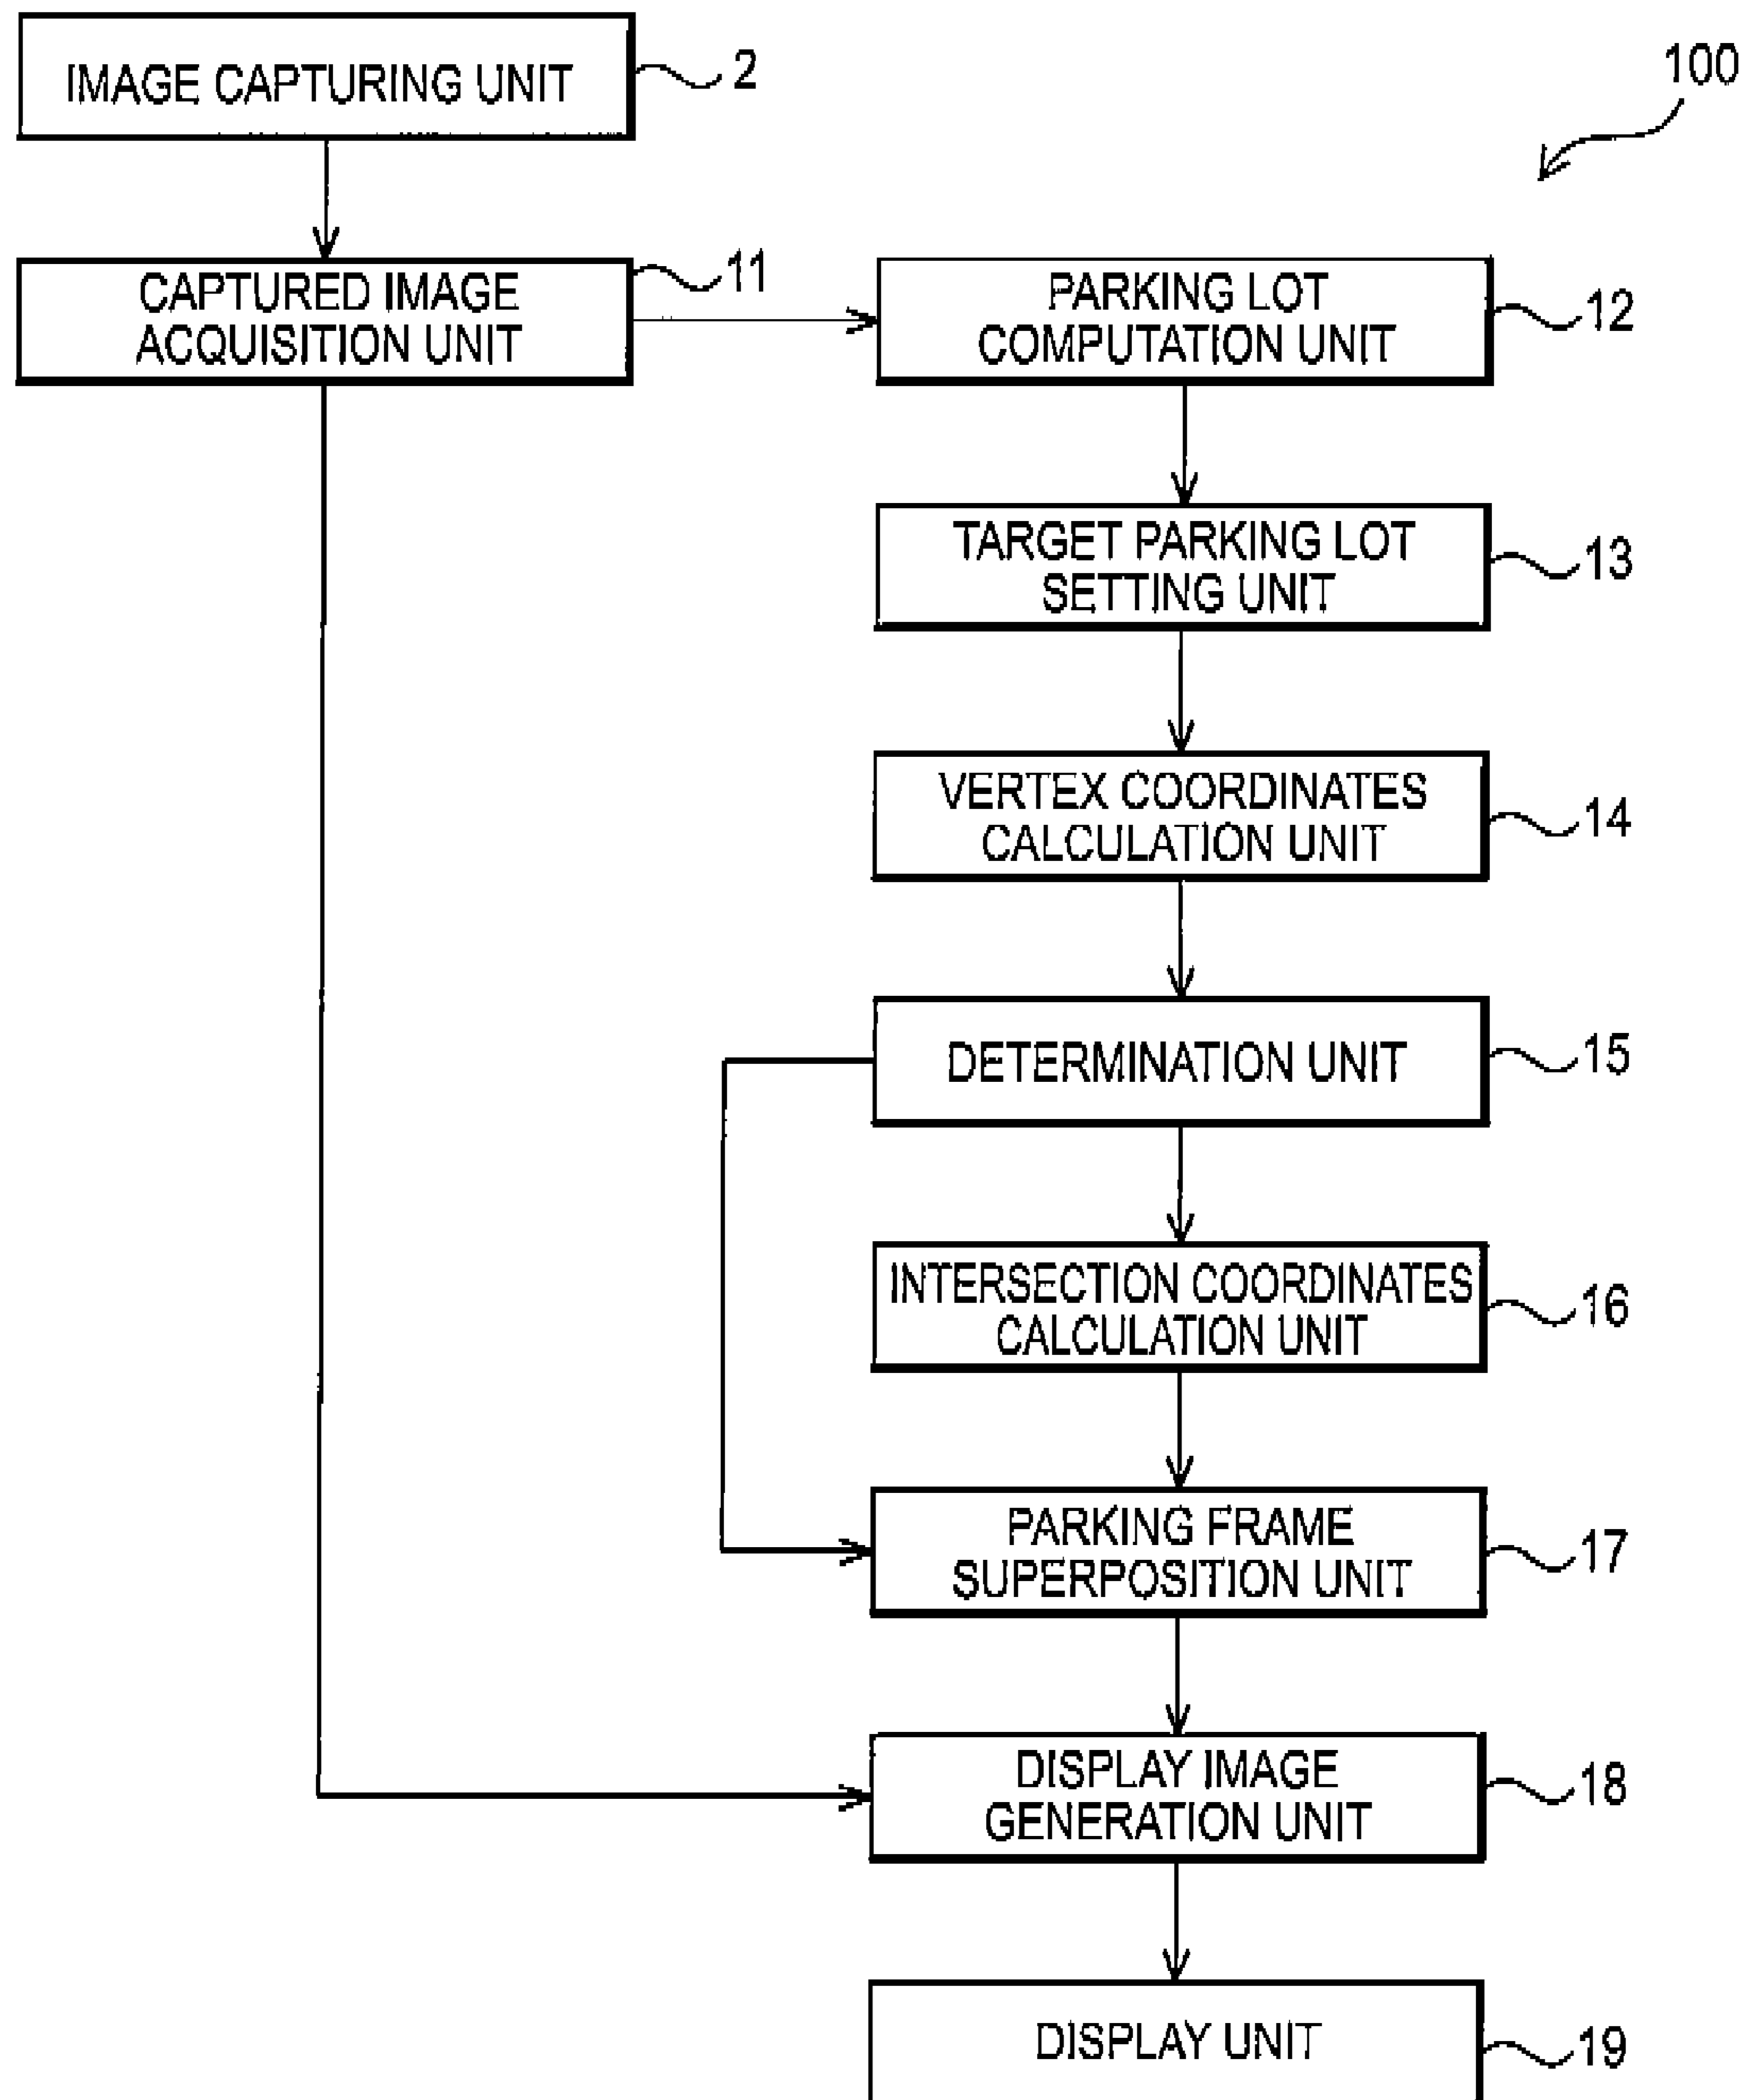 IMAGE CAPTURING UNIT
2
100
CAPTURED IMAGE
ACQUISITION UNIT
11
PARKING LOT
COMPUTATION UNIT
12
TARGET PARKING LOT
SETTING UNIT
13
VERTEX COORDINATES
CALCULATION UNIT
14
DETERMINATION UNIT
15
INTERSECTION COORDINATES
CALCULATION UNIT
16
PARKING FRAME
SUPERPOSITION UNIT
17
DISPLAY IMAGE
GENERATION UNIT
18
DISPLAY UNIT
19